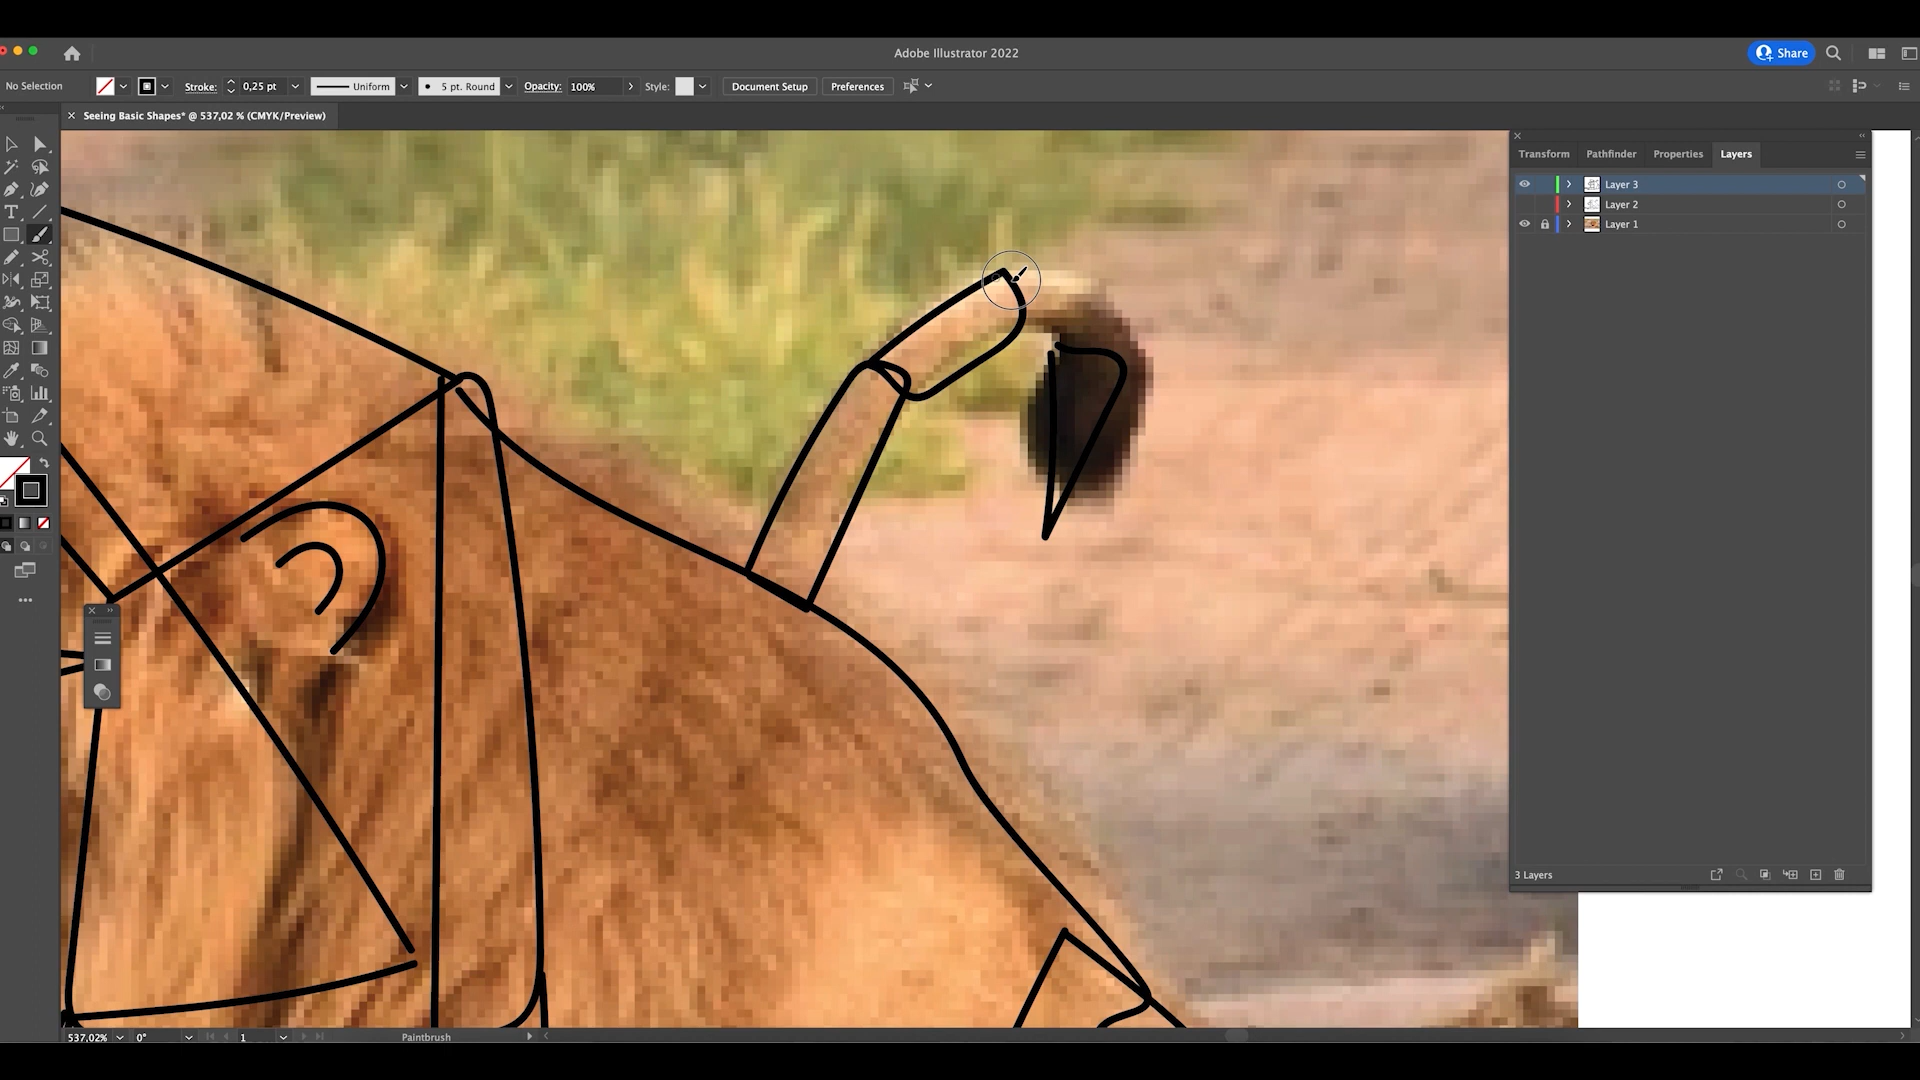 Adobe Illustrator 2022
Share
No Selection
Stroke: 0,25 pt
Uniform
5 pt. Round
Opacity: 100%
Style:
Document Setup
Preferences
Seeing Basic Shapes* @ 537,02 % (CMYK/Preview)
Transform
Pathfinder
Properties
Layers
Layer 3
Layer 2
Layer 1
3 Layers
537,02%
0°
1
Paintbrush